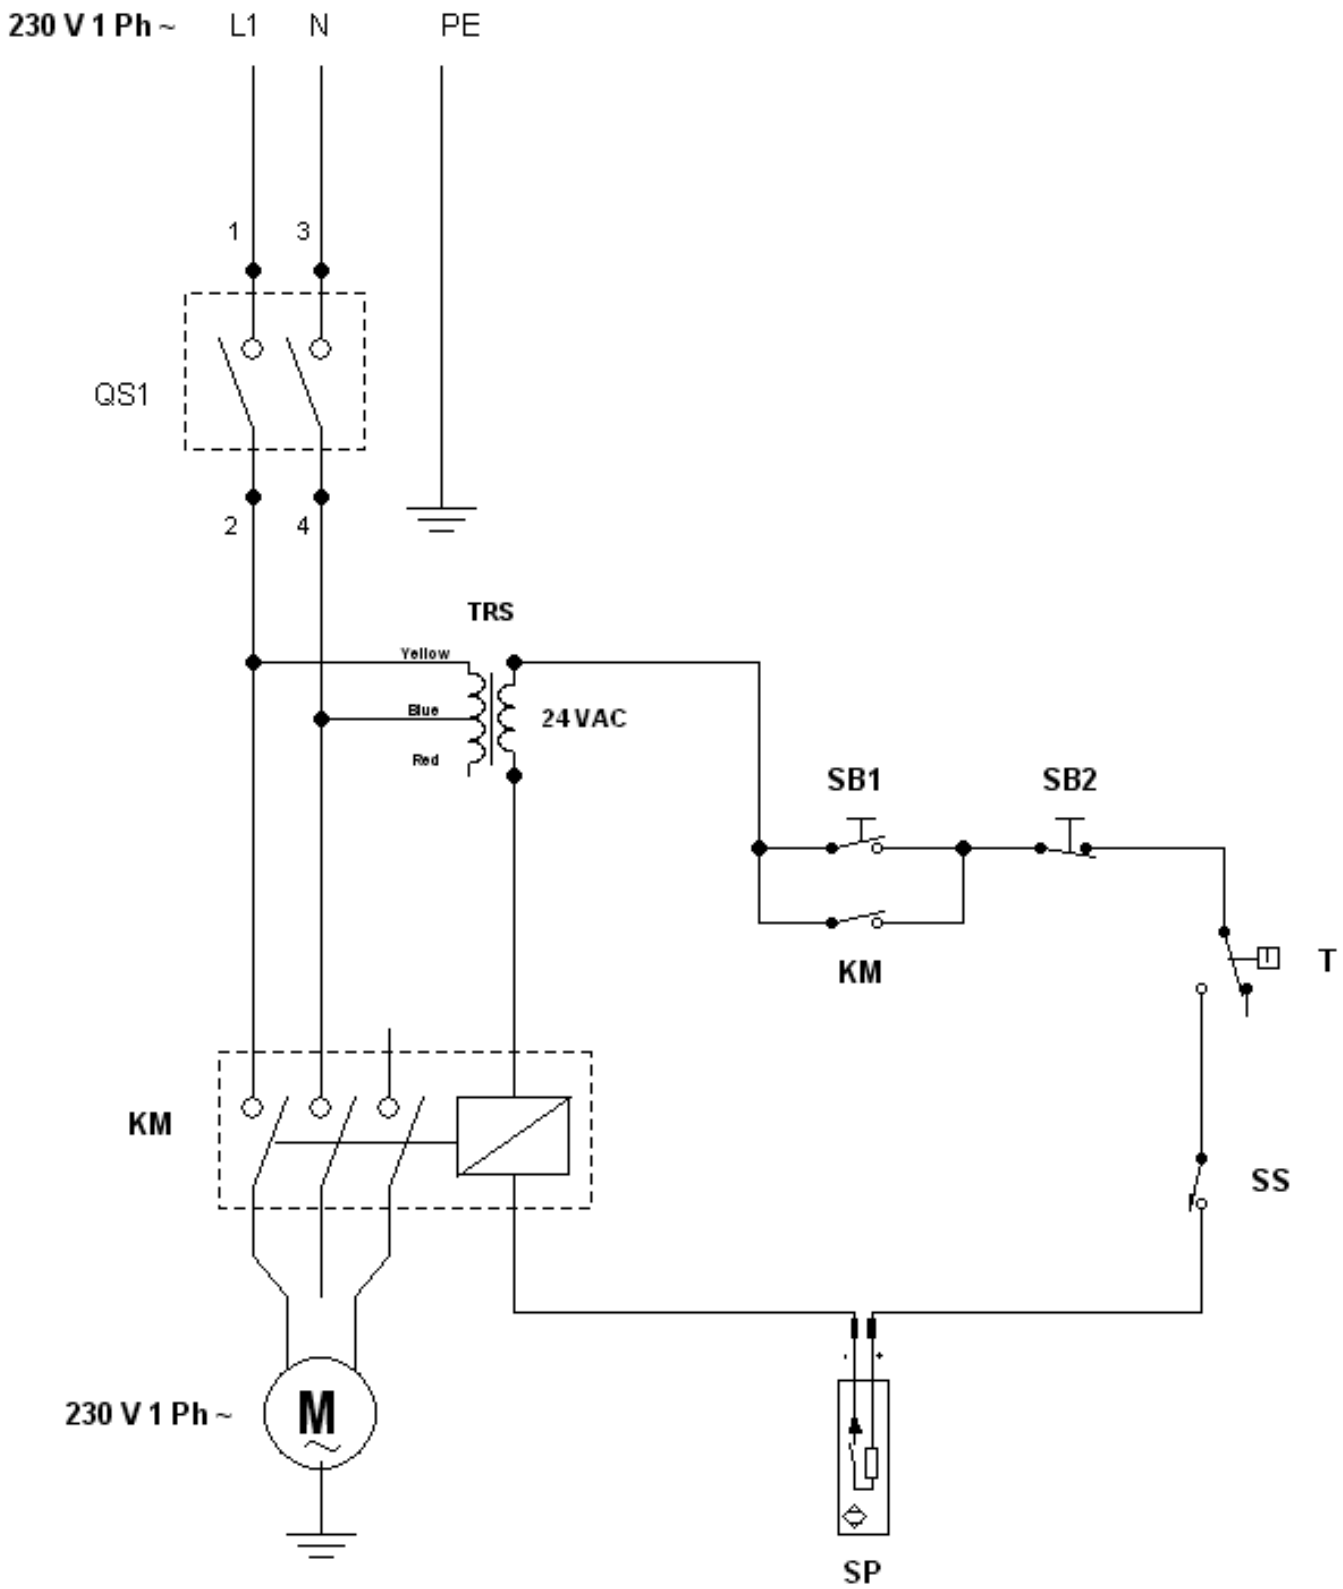 230 V 1 Ph ~ L1 N PE
1 3
QS1
2 4
TRS
Yellow
Blue 24 VAC
Red
SB1 SB2
T
KM
KM
SS
- +
230 V 1 Ph ~ M
SP